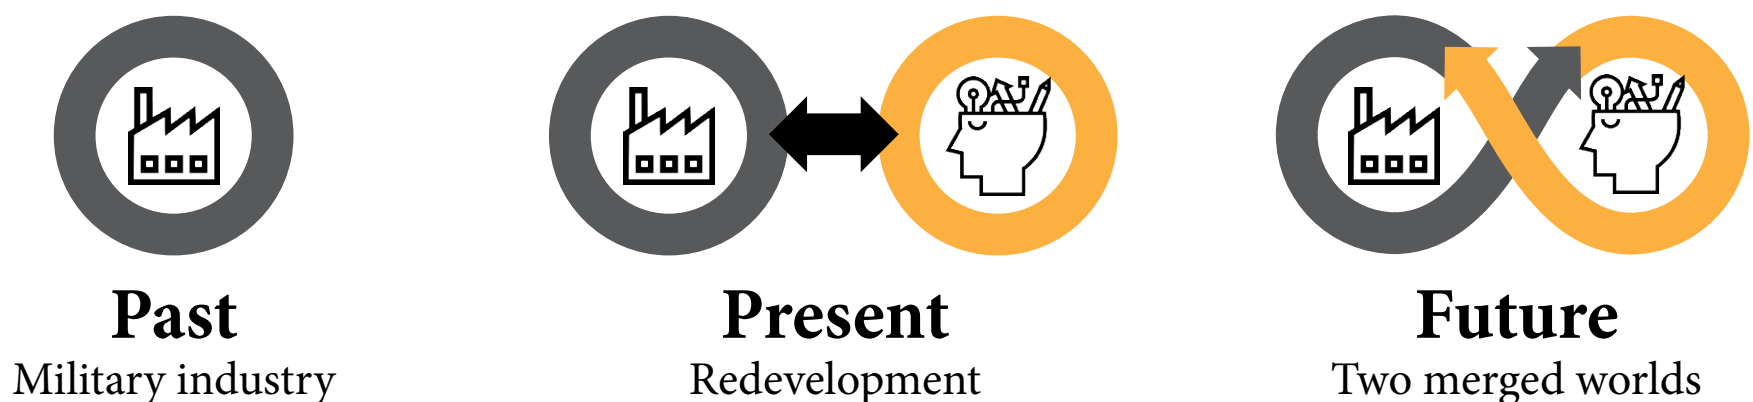 Past
Military industry
Present
Redevelopment
Future
Two merged worlds